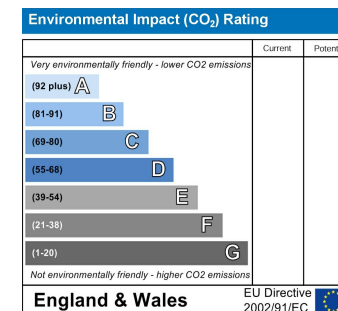 Environmental Impact (CO₂) Rating
Current Potent
Very environmentally friendly - lower CO2 emissions
(92 plus) A
(81-91) B
(69-80) C
(55-68) D
(39-54) E
(21-38) F
(1-20) G
Not environmentally friendly - higher CO2 emissions
England & Wales
EU Directive
2002/91/EC